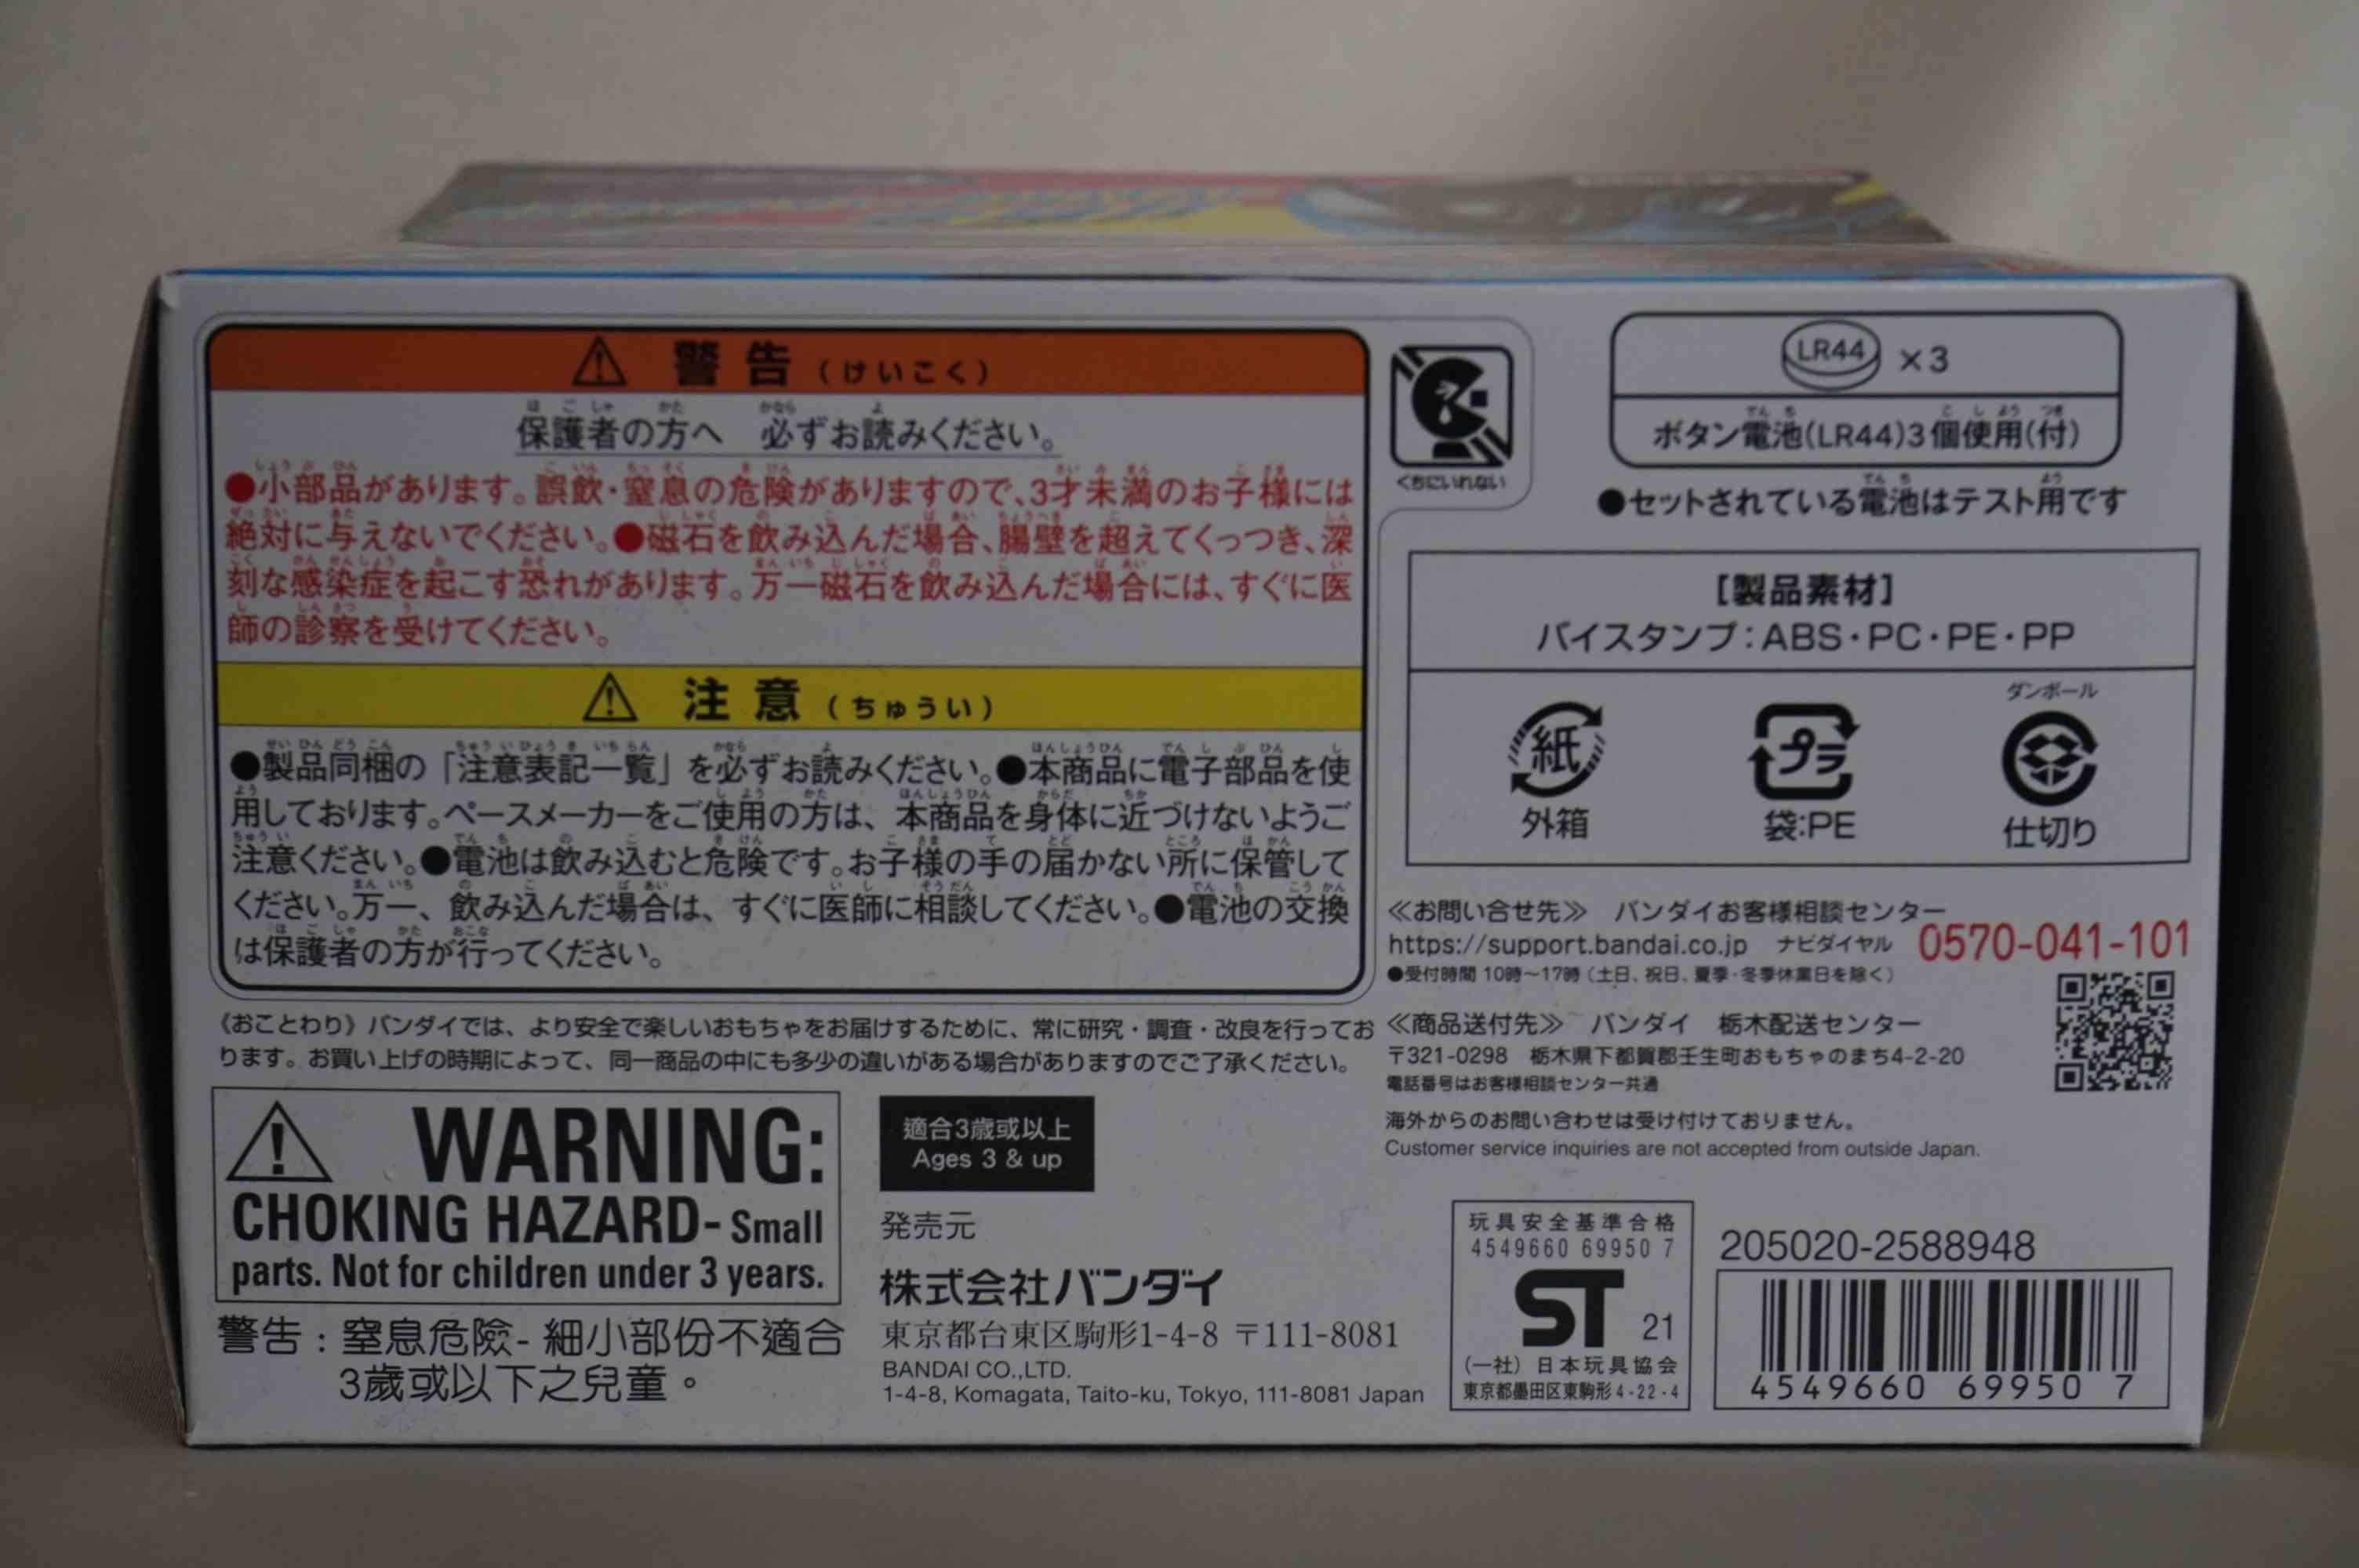 ⚠ 警告（けいこく）
保護者の方へ 必ずお読みください。
●小部品があります。誤飲・窒息の危険がありますので、3才未満のお子様には
絶対に与えないでください。●磁石を飲み込んだ場合、腸壁を超えてくっつき、深
刻な感染症を起こす恐れがあります。万一磁石を飲み込んだ場合には、すぐに医
師の診察を受けてください。
⚠ 注意（ちゅうい）
●製品同梱の「注意表記一覧」を必ずお読みください。●本商品に電子部品を使
用しております。ペースメーカーをご使用の方は、本商品を身体に近づけないようご
注意ください。●電池は飲み込むと危険です。お子様の手の届かない所に保管して
ください。万一、飲み込んだ場合は、すぐに医師に相談してください。●電池の交換
は保護者の方が行ってください。
《おことわり》バンダイでは、より安全で楽しいおもちゃをお届けするために、常に研究・調査・改良を行ってお
ります。お買い上げの時期によって、同一商品の中にも多少の違いがある場合がありますのでご了承ください。
WARNING:
CHOKING HAZARD- Small
parts. Not for children under 3 years.
警告：窒息危險- 細小部份不適合
3歲或以下之兒童。
適合3歳或以上
Ages 3 & up
発売元
株式会社バンダイ
東京都台東区駒形1-4-8 〒111-8081
BANDAI CO.,LTD.
1-4-8, Komagata, Taito-ku, Tokyo, 111-8081 Japan
くちにいれない
LR44 ×3
ボタン電池(LR44)3個使用(付)
●セットされている電池はテスト用です
[製品素材]
バイスタンプ：ABS・PC・PE・PP
紙
外箱
プラ
袋:PE
ダンボール
仕切り
≪お問い合せ先≫ バンダイお客様相談センター
https://support.bandai.co.jp ナビダイヤル 0570-041-101
●受付時間 10時～17時（土日、祝日、夏季・冬季休業日を除く）
≪商品送付先≫ バンダイ 栃木配送センター
〒321-0298 栃木県下都賀郡壬生町おもちゃのまち4-2-20
電話番号はお客様相談センター共通
海外からのお問い合わせは受け付けておりません。
Customer service inquiries are not accepted from outside Japan.
玩具安全基準合格
4549660 69950 7
ST 21
（一社）日本玩具協会
東京都墨田区東駒形4-22-4
205020-2588948
4549660 69950 7